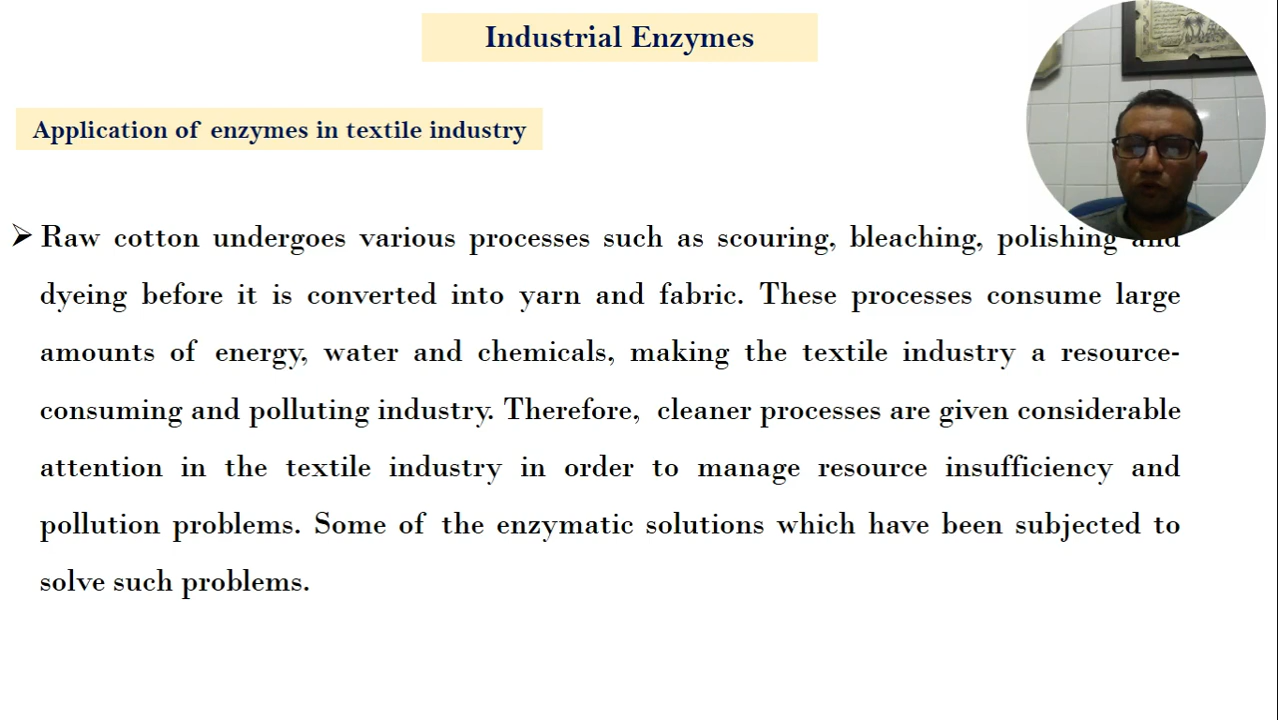 Industrial Enzymes
Application of enzymes in textile industry
➤ Raw cotton undergoes various processes such as scouring, bleaching, polishing and
dyeing before it is converted into yarn and fabric. These processes consume large
amounts of energy, water and chemicals, making the textile industry a resource-
consuming and polluting industry. Therefore, cleaner processes are given considerable
attention in the textile industry in order to manage resource insufficiency and
pollution problems. Some of the enzymatic solutions which have been subjected to
solve such problems.